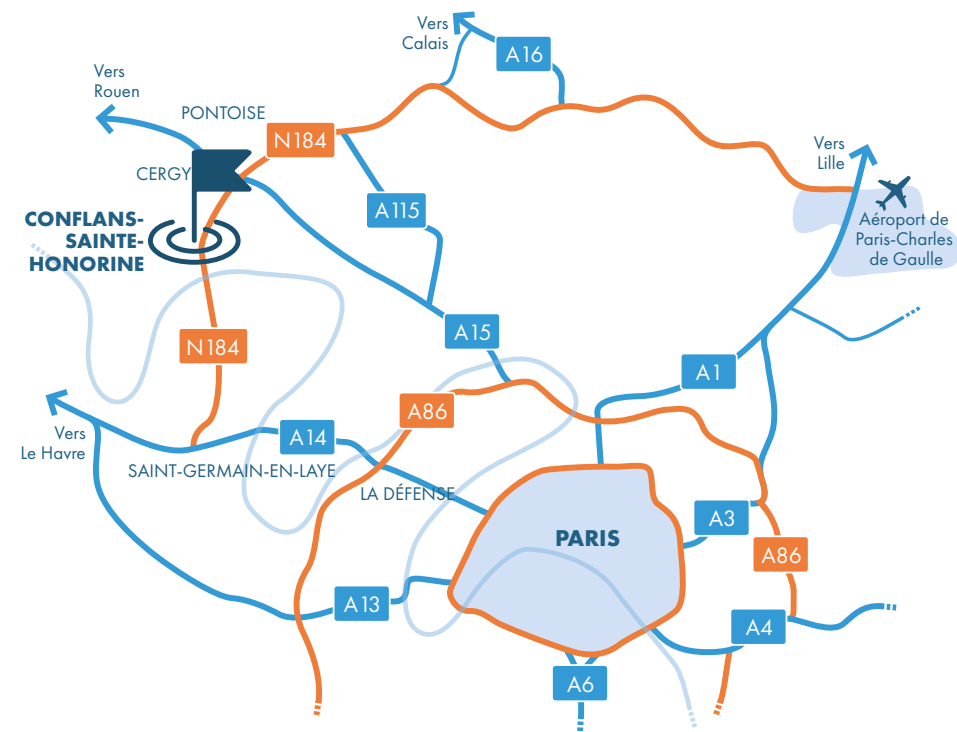 Vers
Calais
A16
Vers
Rouen
PONTOISE
N184
Vers
Lille
CERGY
A115
Aéroport de
Paris-Charles
de Gaulle
CONFLANS-
SAINTE-
HONORINE
A15
N184
A1
A86
Vers
Le Havre
A14
SAINT-GERMAIN-EN-LAYE
LA DÉFENSE
A3
PARIS
A86
A13
A4
A6